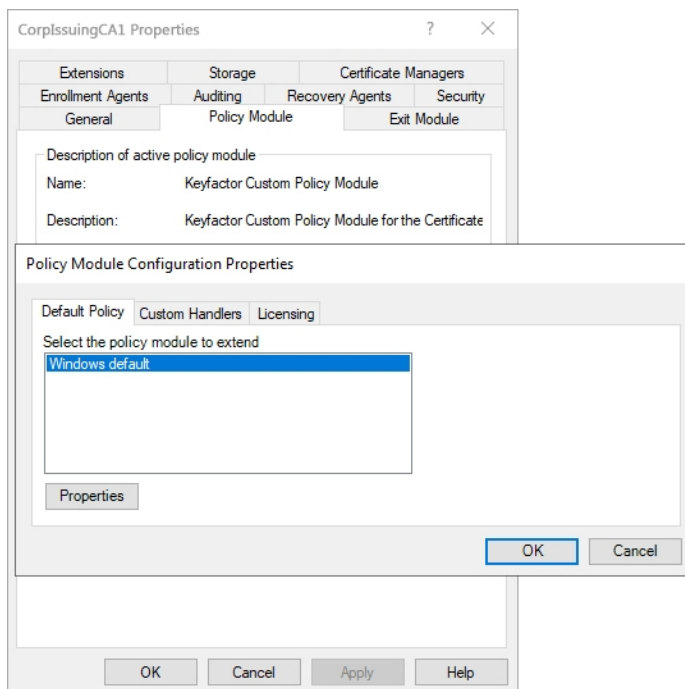 CorpIssuingCA1 Properties ? ×
Extensions Storage Certificate Managers
Enrollment Agents Auditing Recovery Agents Security
General Policy Module Exit Module
Description of active policy module
Name: Keyfactor Custom Policy Module
Description: Keyfactor Custom Policy Module for the Certificate
Policy Module Configuration Properties
Default Policy Custom Handlers Licensing
Select the policy module to extend
Windows default
Properties
OK Cancel
OK Cancel Apply Help